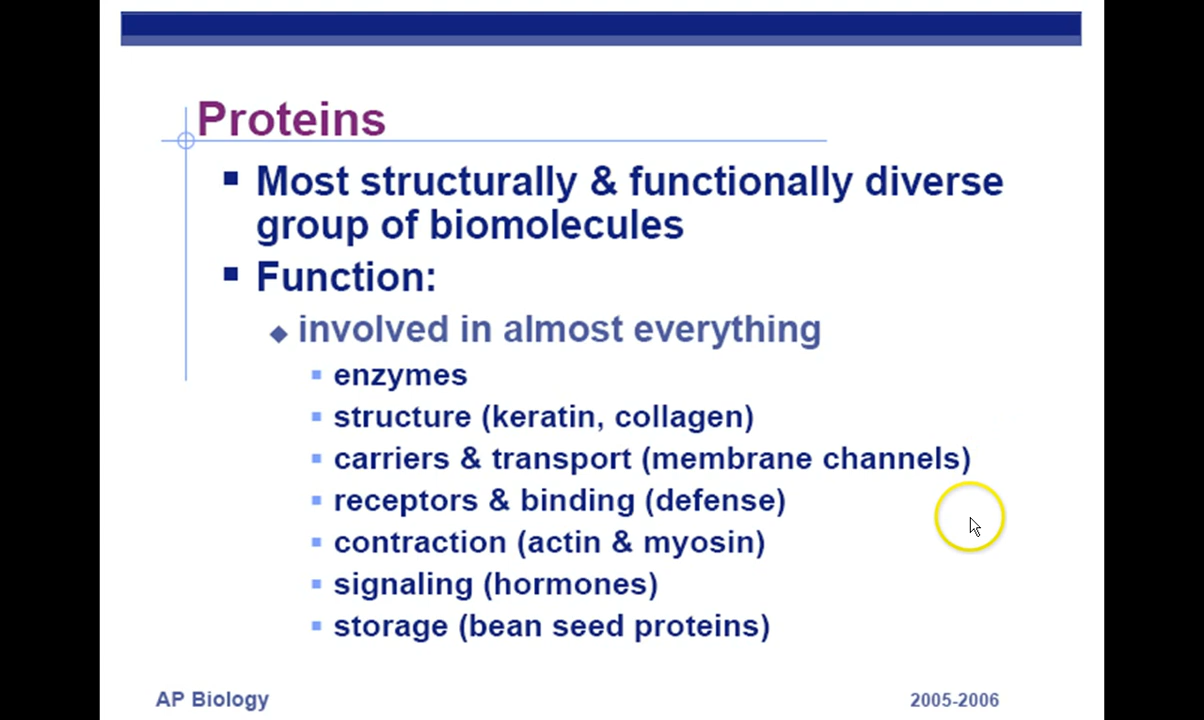 Proteins
Most structurally & functionally diverse
group of biomolecules
Function:
involved in almost everything
enzymes
structure (keratin, collagen)
carriers & transport (membrane channels)
receptors & binding (defense)
contraction (actin & myosin)
signaling (hormones)
storage (bean seed proteins)
AP Biology
2005-2006